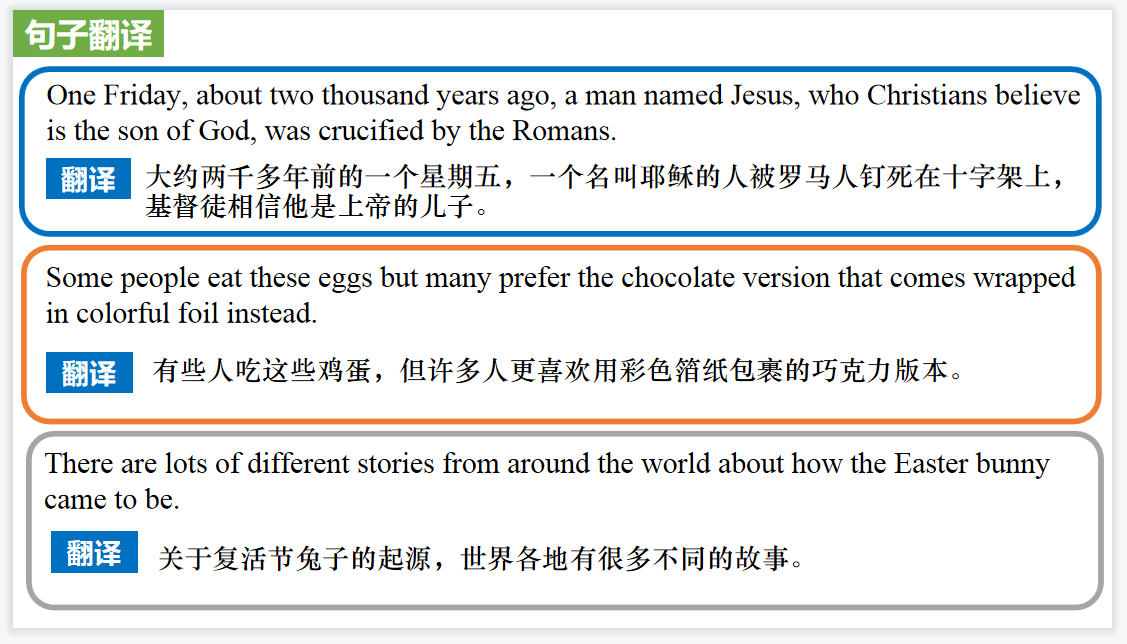 句子翻译
One Friday, about two thousand years ago, a man named Jesus, who Christians believe
is the son of God, was crucified by the Romans.
翻译 大约两千多年前的一个星期五，一个名叫耶稣的人被罗马人钉死在十字架上，
基督徒相信他是上帝的儿子。
Some people eat these eggs but many prefer the chocolate version that comes wrapped
in colorful foil instead.
翻译 有些人吃这些鸡蛋，但许多人更喜欢用彩色箔纸包裹的巧克力版本。
There are lots of different stories from around the world about how the Easter bunny
came to be.
翻译 关于复活节兔子的起源，世界各地有很多不同的故事。